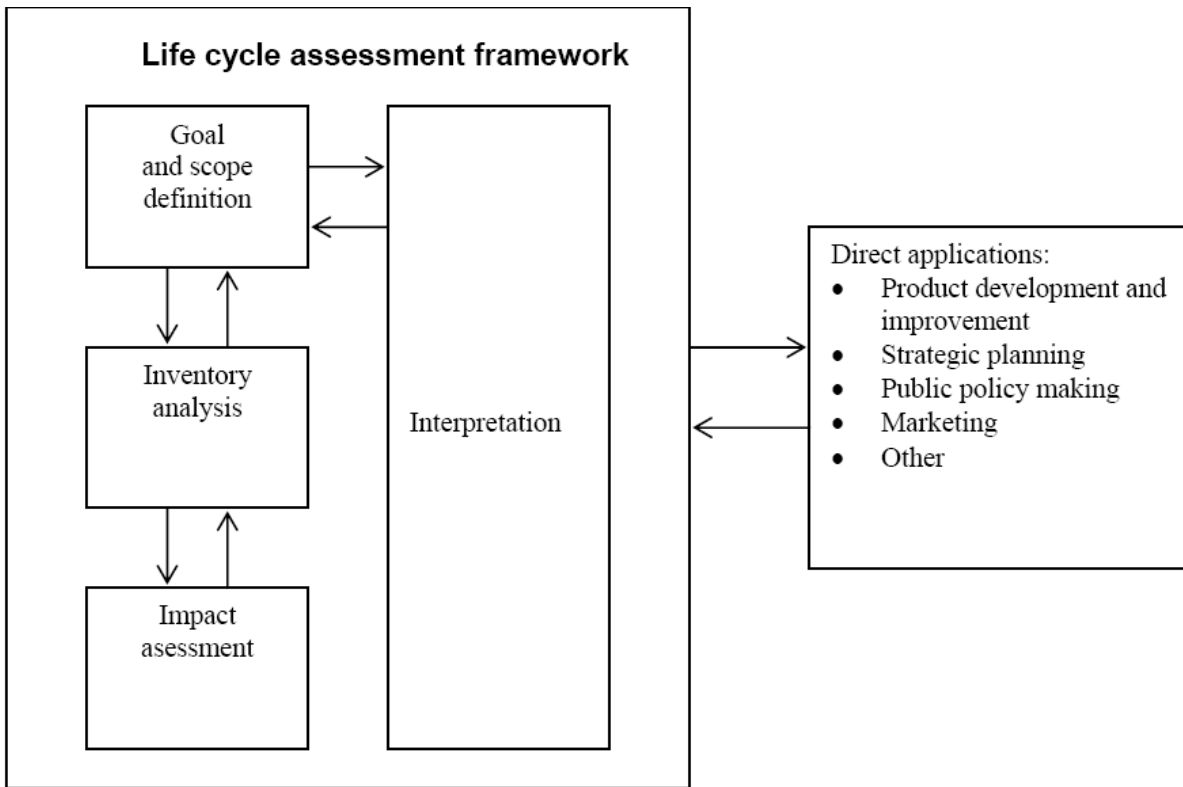 Life cycle assessment framework
Goal
and scope
definition
Inventory
analysis
Impact
asessment
Interpretation
Direct applications:
• Product development and
improvement
• Strategic planning
• Public policy making
• Marketing
• Other